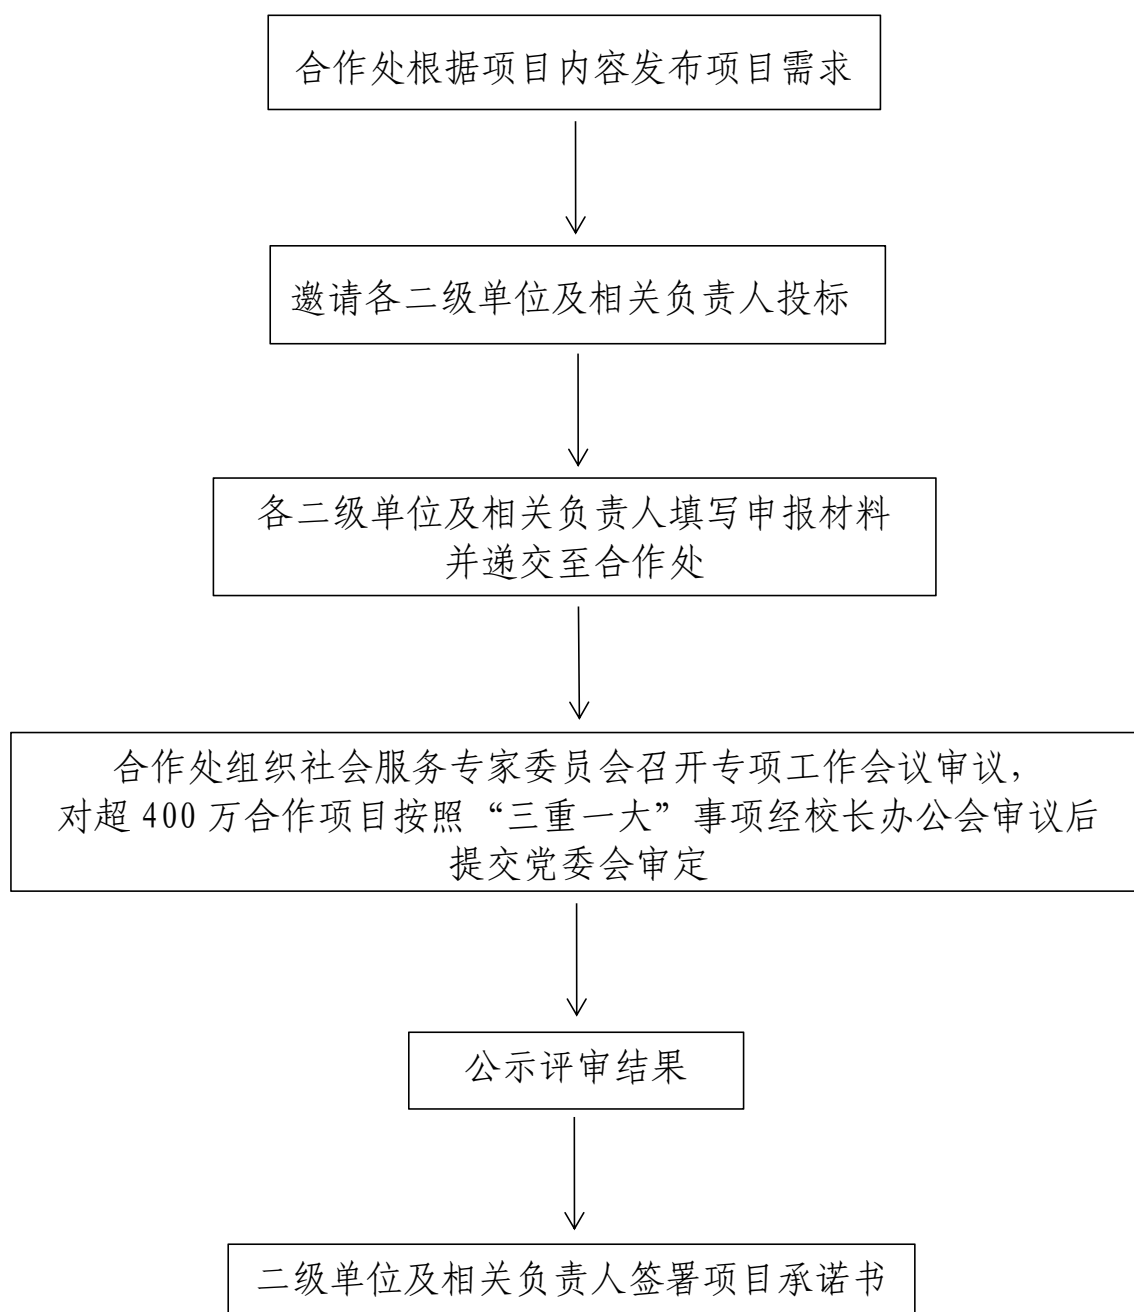 合作处根据项目内容发布项目需求
邀请各二级单位及相关负责人投标
各二级单位及相关负责人填写申报材料
并递交至合作处
合作处组织社会服务专家委员会召开专项工作会议审议，
对超 400 万合作项目按照“三重一大”事项经校长办公会审议后
提交党委会审定
公示评审结果
二级单位及相关负责人签署项目承诺书